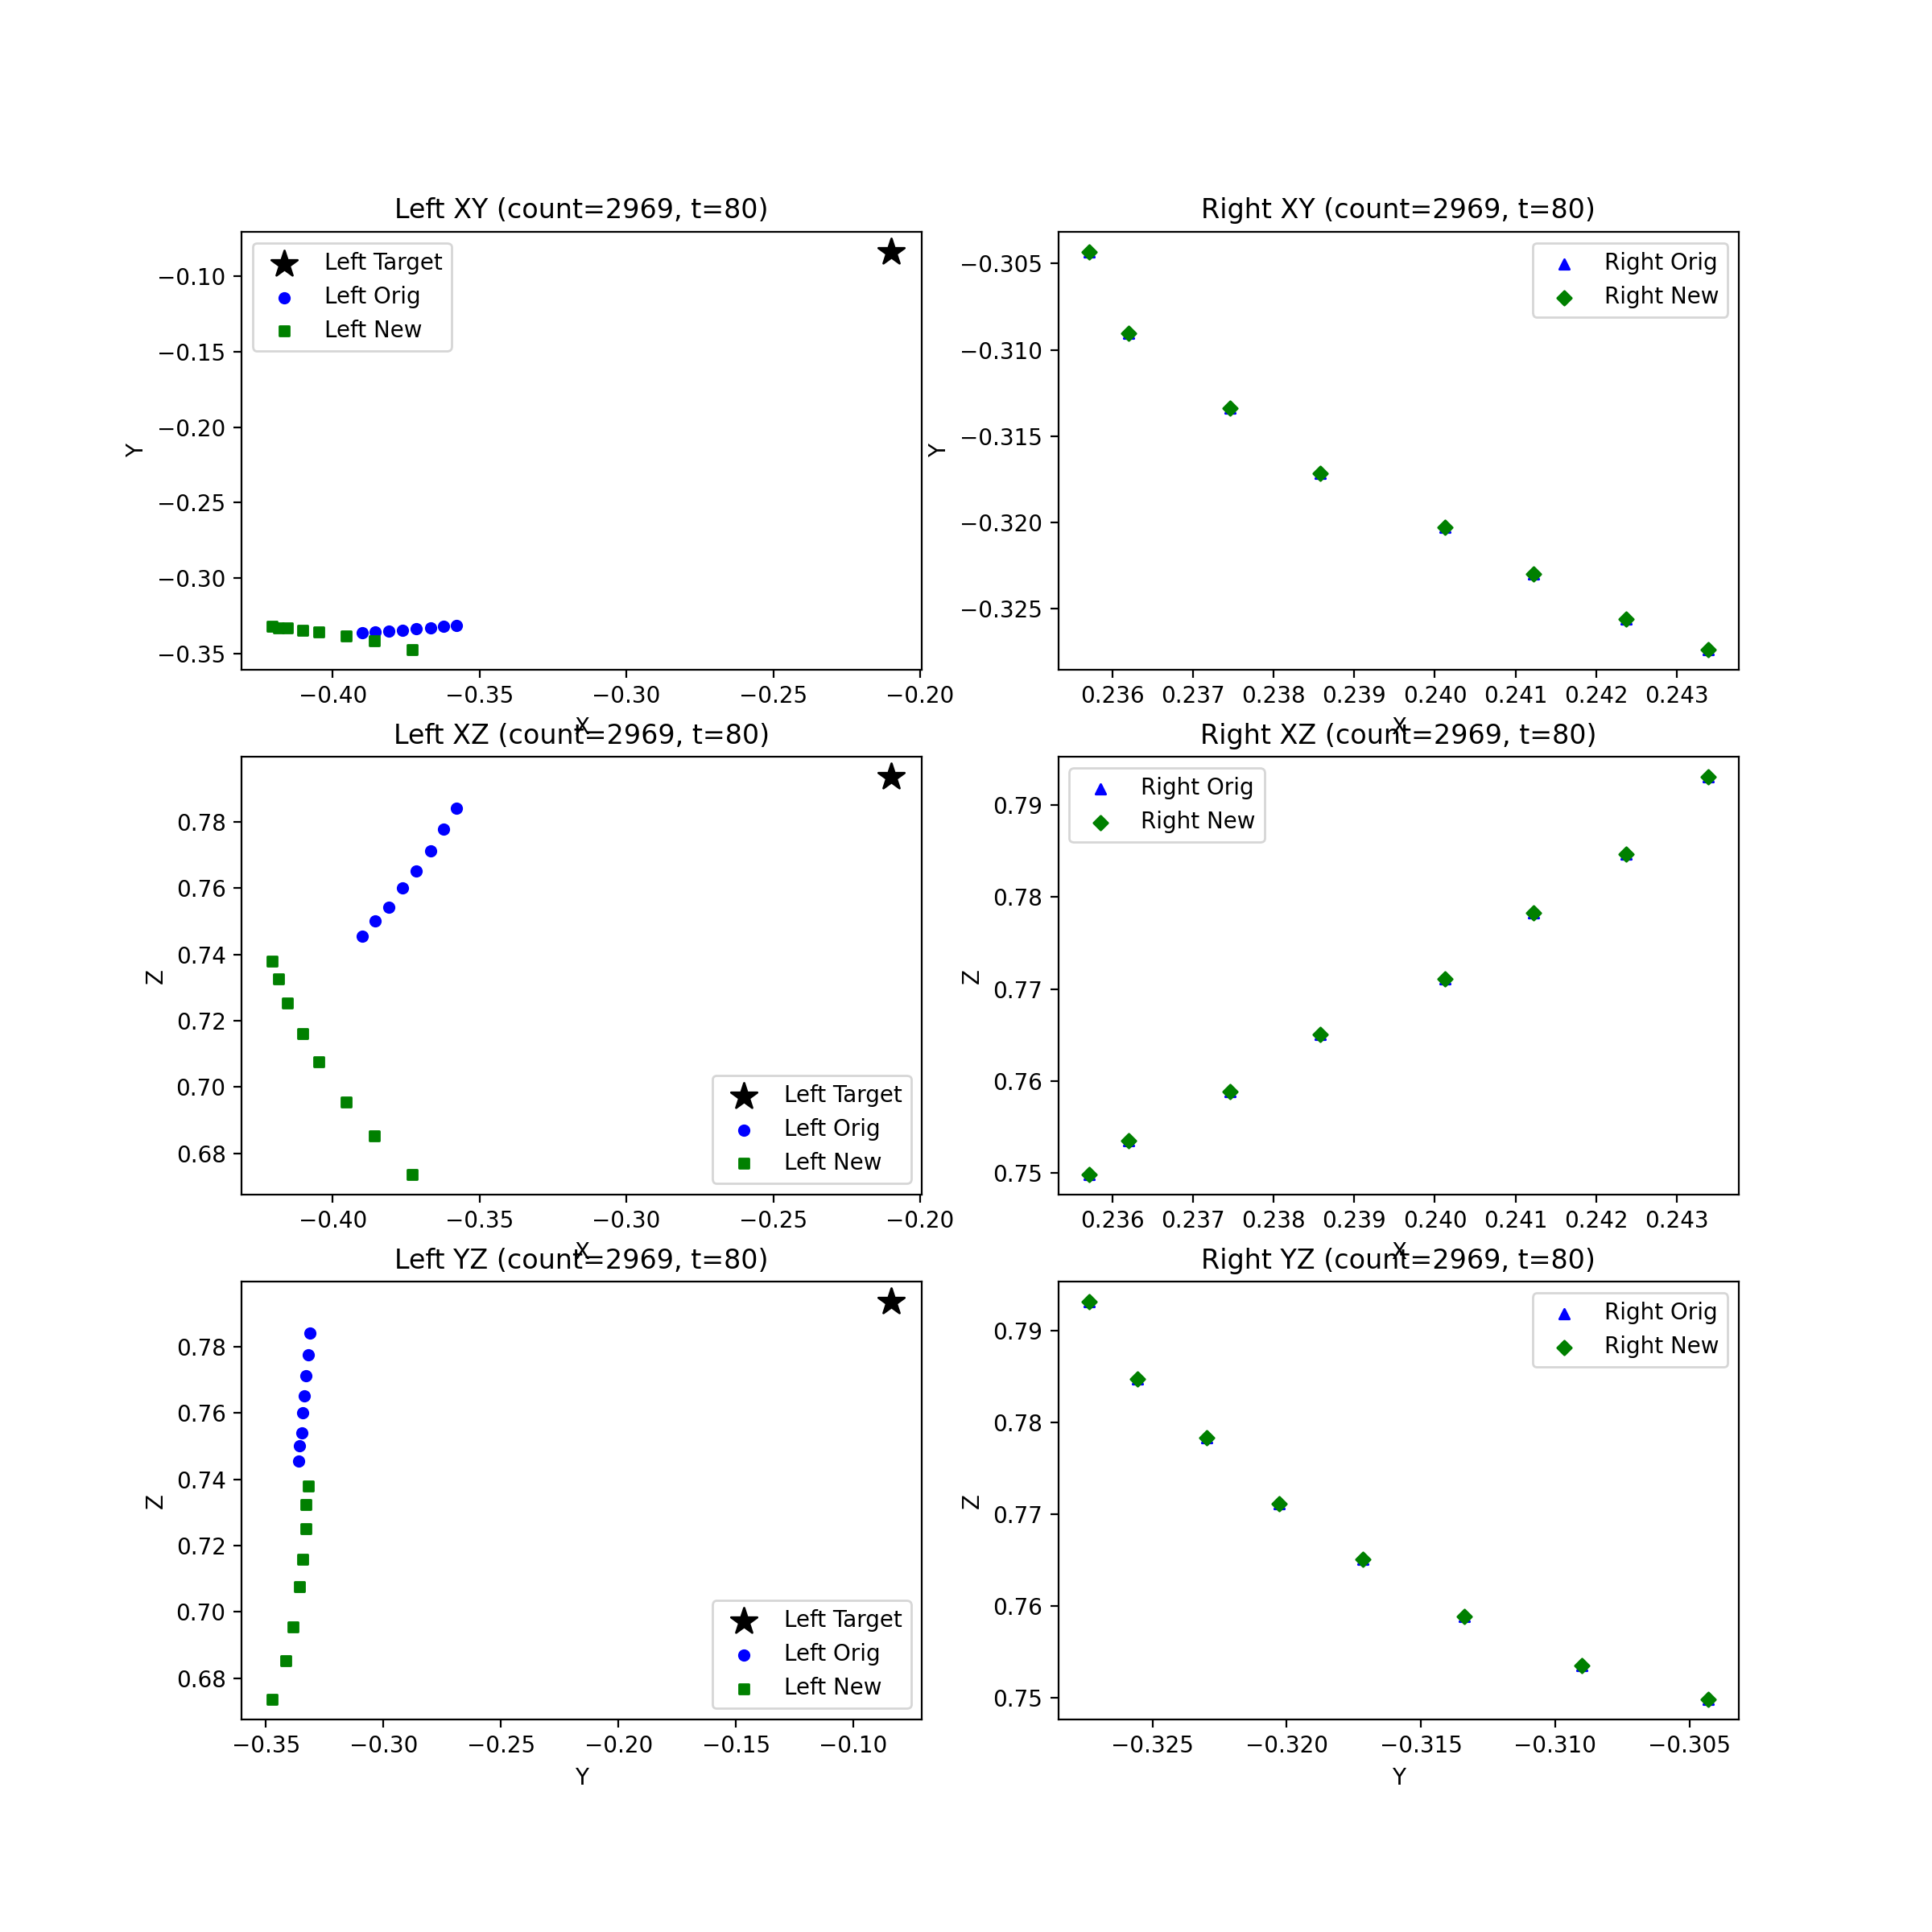 Left XY (count=2969, t=80)
Left Target
Left Orig
Left New
−0.10
−0.15
−0.20
−0.25
−0.30
−0.35
Y
−0.40
−0.35
−0.30
−0.25
−0.20
X
Right XY (count=2969, t=80)
Right Orig
Right New
−0.305
−0.310
−0.315
−0.320
−0.325
Y
0.236
0.237
0.238
0.239
0.240
0.241
0.242
0.243
X
Left XZ (count=2969, t=80)
Left Target
Left Orig
Left New
0.78
0.76
0.74
0.72
0.70
0.68
Z
−0.40
−0.35
−0.30
−0.25
−0.20
X
Right XZ (count=2969, t=80)
Right Orig
Right New
0.79
0.78
0.77
0.76
0.75
Z
0.236
0.237
0.238
0.239
0.240
0.241
0.242
0.243
X
Left YZ (count=2969, t=80)
Left Target
Left Orig
Left New
0.78
0.76
0.74
0.72
0.70
0.68
Z
−0.35
−0.30
−0.25
−0.20
−0.15
−0.10
Y
Right YZ (count=2969, t=80)
Right Orig
Right New
0.79
0.78
0.77
0.76
0.75
Z
−0.325
−0.320
−0.315
−0.310
−0.305
Y